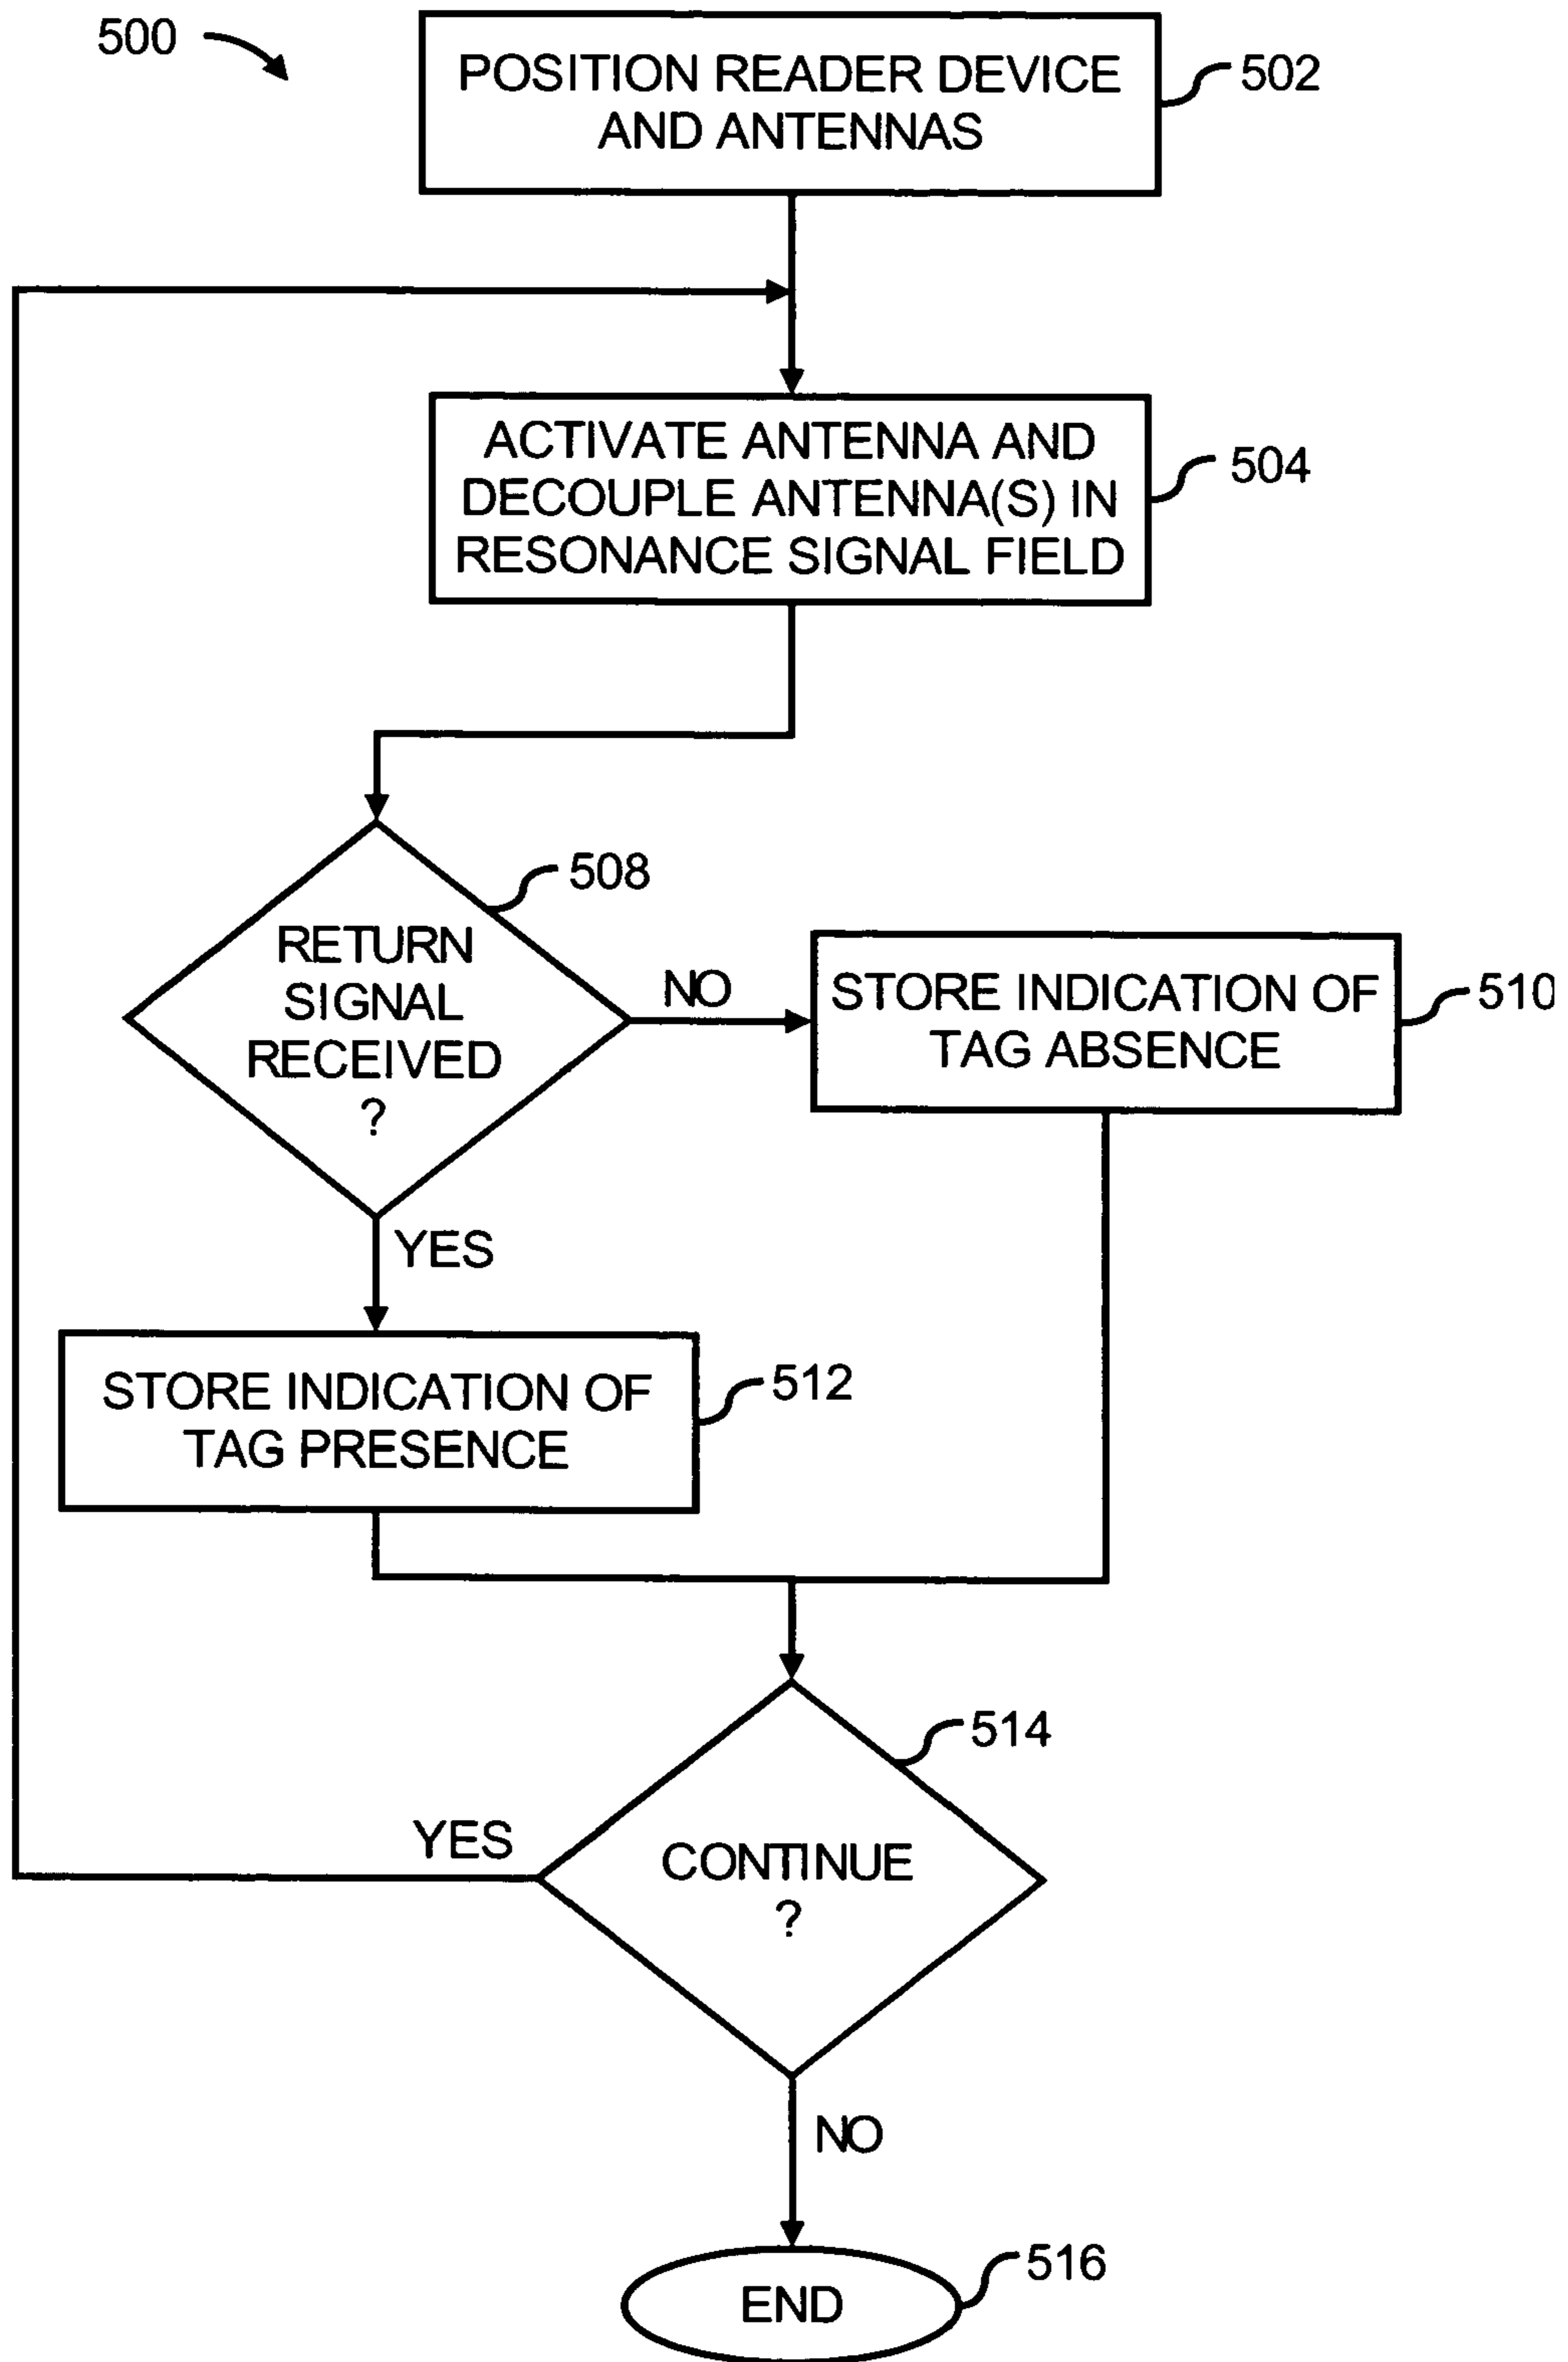 500
POSITION READER DEVICE
AND ANTENNAS
502
ACTIVATE ANTENNA AND
DECOUPLE ANTENNA(S) IN
RESONANCE SIGNAL FIELD
504
RETURN
SIGNAL
RECEIVED
?
508
NO
STORE INDICATION OF
TAG ABSENCE
510
YES
STORE INDICATION OF
TAG PRESENCE
512
CONTINUE
?
514
YES
NO
END
516